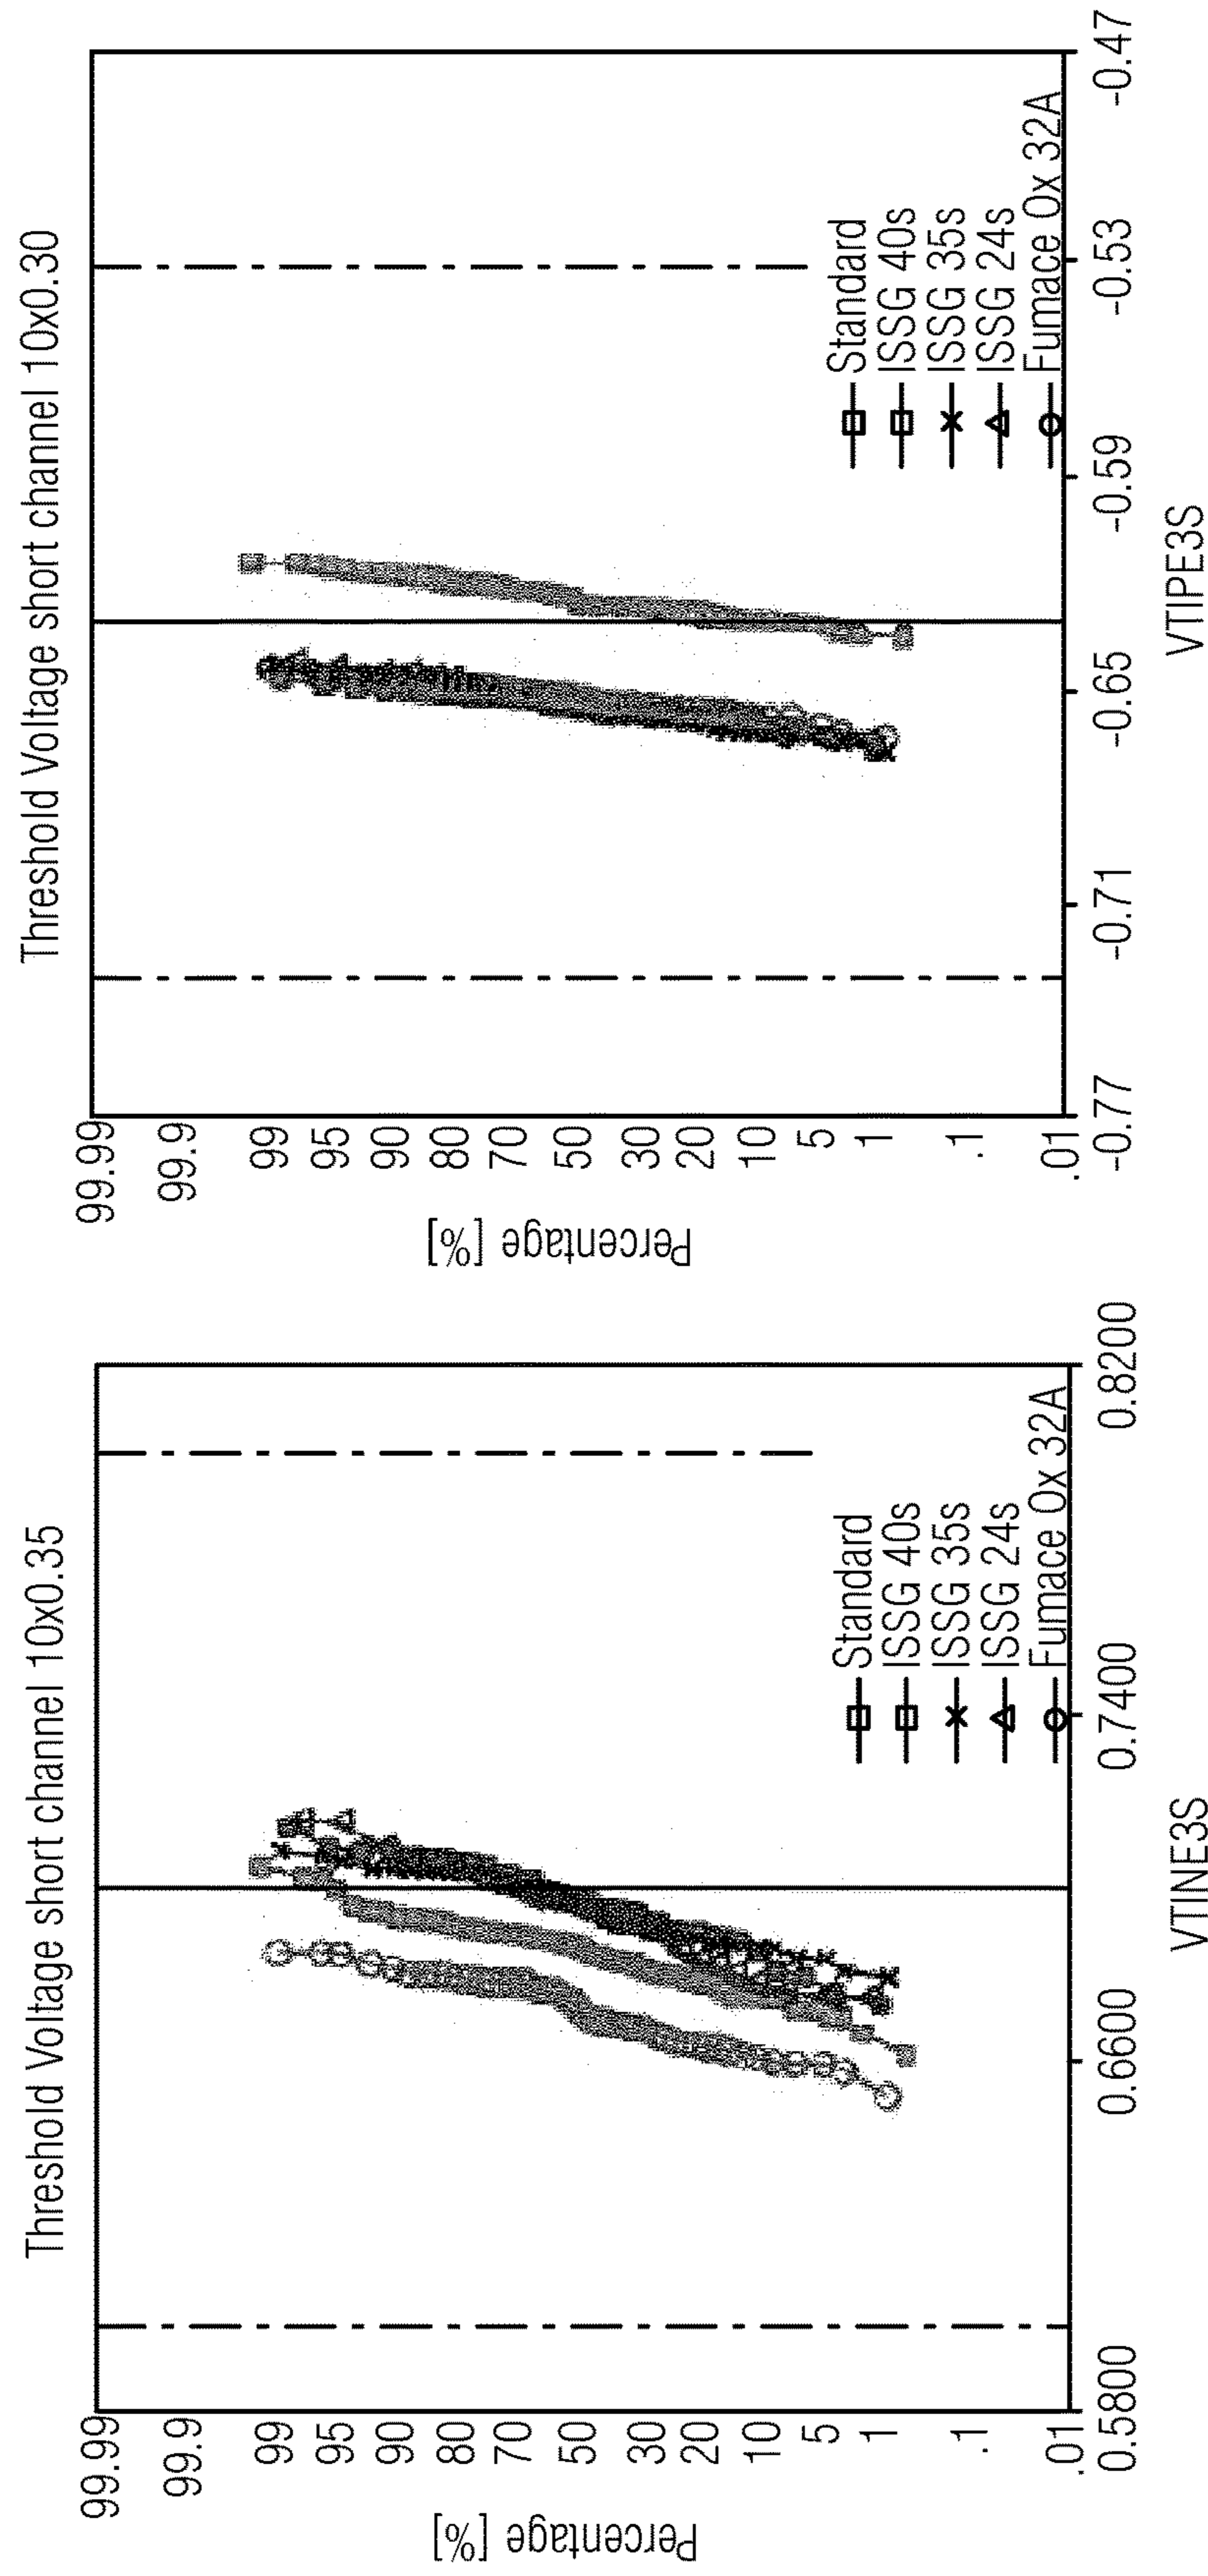 Threshold Voltage short channel 10x0.35
Percentage [%]
99.99
99.9
99
95
90
80
70
50
30
20
10
5
1
.1
.01
0.5800
0.6600
0.7400
0.8200
VTINE3S
Standard
ISSG 40s
ISSG 35s
ISSG 24s
Fumace Ox 32A
Threshold Voltage short channel 10x0.30
Percentage [%]
99.99
99.9
99
95
90
80
70
50
30
20
10
5
1
.1
.01
-0.77
-0.71
-0.65
-0.59
-0.53
-0.47
VTIPE3S
Standard
ISSG 40s
ISSG 35s
ISSG 24s
Fumace Ox 32A